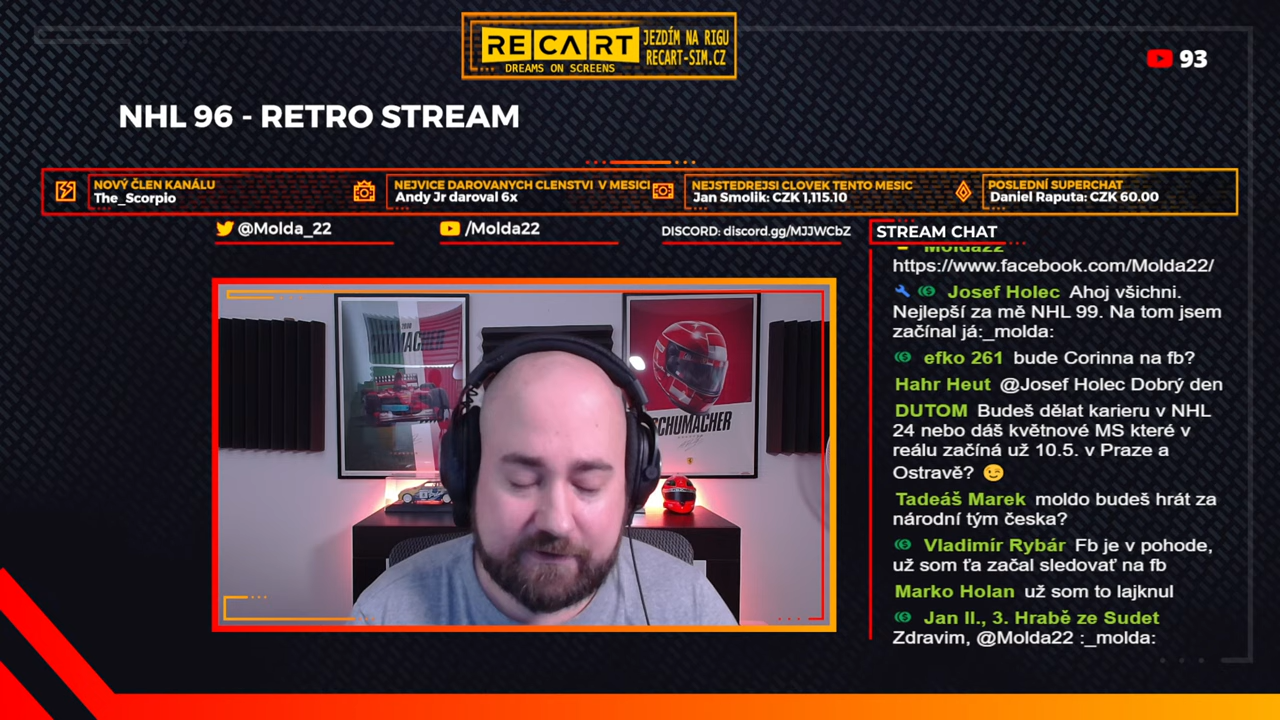 RECART
JEZDÍM NA RIGU
RECART-SIM.CZ
DREAMS ON SCREENS
93
NHL 96 - RETRO STREAM
NOVÝ ČLEN KANÁLU
The_Scorpio
NEJVICE DAROVANYCH CLENSTVI V MESICI
Andy Jr daroval 6x
NEJSTEDREJSI CLOVEK TENTO MESIC
Jan Smolik: CZK 1,115.10
POSLEDNÍ SUPERCHAT
Daniel Raputa: CZK 60.00
@Molda_22
/Molda22
DISCORD: discord.gg/MJJWCbZ
STREAM CHAT
Molda22
https://www.facebook.com/Molda22/
Josef Holec Ahoj všichni.
Nejlepší za mě NHL 99. Na tom jsem
začínal já:_molda:
efko 261 bude Corinna na fb?
Hahr Heut @Josef Holec Dobrý den
DUTOM Budeš dělat karieru v NHL
24 nebo dáš květnové MS které v
reálu začíná už 10.5. v Praze a
Ostravě? 😉
Tadeáš Marek moldo budeš hrát za
národní tým česka?
Vladimír Rybár Fb je v pohode,
už som ťa začal sledovať na fb
Marko Holan už som to lajknul
Jan II., 3. Hrabě ze Sudet
Zdravim, @Molda22 :_molda:
SCHUMACHER